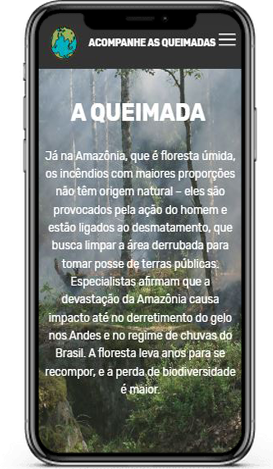 ACOMPANHE AS QUEIMADAS
A QUEIMADA
Já na Amazônia, que é floresta úmida,
os incêndios com maiores proporções
não têm origem natural – eles são
provocados pela ação do homem e
estão ligados ao desmatamento, que
busca limpar a área derrubada para
tomar posse de terras públicas.
Especialistas afirmam que a
devastação da Amazônia causa
impacto até no derretimento do gelo
nos Andes e no regime de chuvas do
Brasil. A floresta leva anos para se
recompor, e a perda de biodiversidade
é maior.